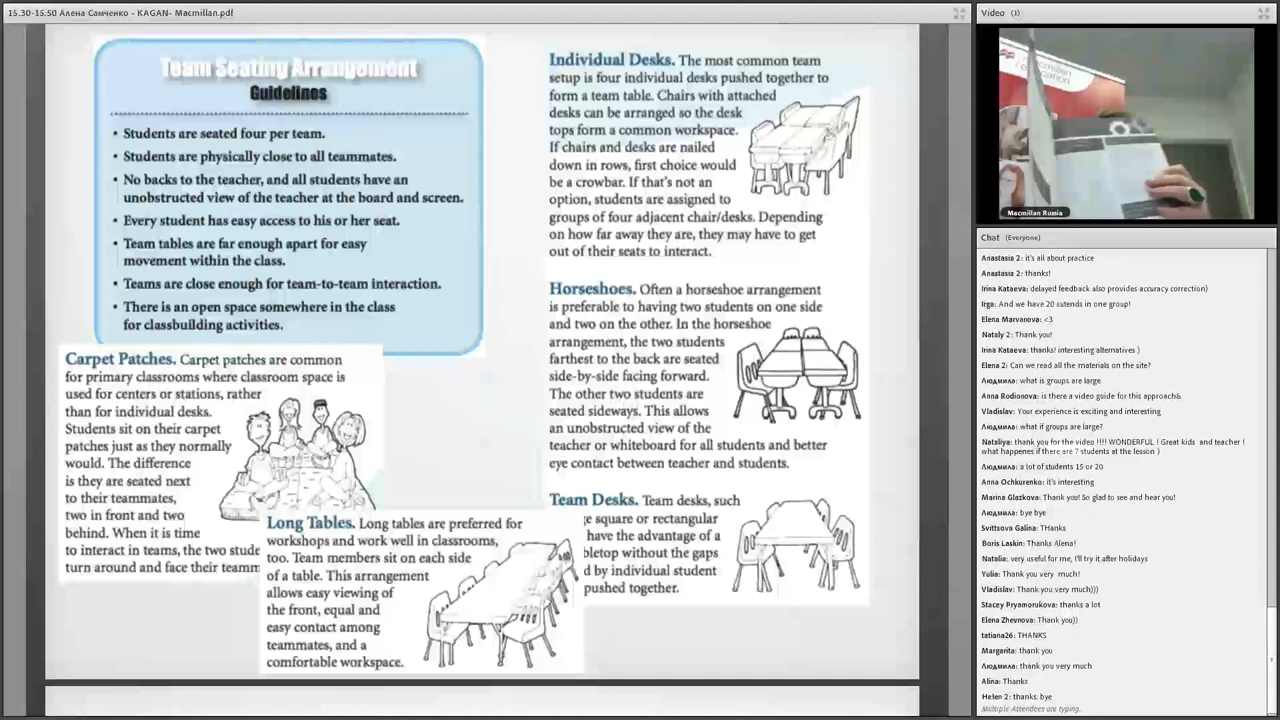 15.30-15.50 Алена Самченко - KAGAN- Macmillan.pdf
Team Seating Arrangement
Guidelines
• Students are seated four per team.
• Students are physically close to all teammates.
• No backs to the teacher, and all students have an
unobstructed view of the teacher at the board and screen.
• Every student has easy access to his or her seat.
• Team tables are far enough apart for easy
movement within the class.
• Teams are close enough for team-to-team interaction.
• There is an open space somewhere in the class
for classbuilding activities.
Carpet Patches. Carpet patches are common
for primary classrooms where classroom space is
used for centers or stations, rather
than for individual desks.
Students sit on their carpet
patches just as they normally
would. The difference
is they are seated next
to their teammates,
two in front and two
behind. When it is time
to interact in teams, the two stude
turn around and face their teamm
Long Tables. Long tables are preferred for
workshops and work well in classrooms,
too. Team members sit on each side
of a table. This arrangement
allows easy viewing of
the front, equal and
easy contact among
teammates, and a
comfortable workspace.
Individual Desks. The most common team
setup is four individual desks pushed together to
form a team table. Chairs with attached
desks can be arranged so the desk
tops form a common workspace.
If chairs and desks are nailed
down in rows, first choice would
be a crowbar. If that's not an
option, students are assigned to
groups of four adjacent chair/desks. Depending
on how far away they are, they may have to get
out of their seats to interact.
Horseshoes. Often a horseshoe arrangement
is preferable to having two students on one side
and two on the other. In the horseshoe
arrangement, the two students
farthest to the back are seated
side-by-side facing forward.
The other two students are
seated sideways. This allows
an unobstructed view of the
teacher or whiteboard for all students and better
eye contact between teacher and students.
Team Desks. Team desks, such
square or rectangular
have the advantage of a
bletop without the gaps
d by individual student
pushed together.
Video (1)
macmillan
education
Macmillan Russia
Chat (Everyone)
Anastasia 2: it's all about practice
Anastasia 2: thanks!
Irina Kataeva: delayed feedback also provides accuracy correction)
Irga: And we have 20 sutends in one group!
Elena Marvanova: <3
Nataly 2: Thank you!
Irina Kataeva: thanks! interesting alternatives )
Elena 2: Can we read all the materials on the site?
Людмила: what is groups are large
Anna Rodionova: is there a video guide for this approach&
Vladislav: Your experience is exciting and interesting
Людмила: what if groups are large?
Nataliya: thank you for the video !!!! WONDERFUL ! Great kids and teacher !
what happenes if there are 7 students at the lesson )
Людмила: a lot of students 15 or 20
Anna Ochkurenko: it's interesting
Marina Glazkova: Thank you! So glad to see and hear you!
Людмила: bye bye
Svittsova Galina: THanks
Boris Laskin: Thanks Alena!
Natalia: very useful for me, I'll try it after holidays
Yulia: Thank you very much!
Vladislav: Thank you very much)))
Stacey Pryamorukova: thanks a lot
Elena Zhevnova: Thank you))
tatiana26: THANKS
Margarita: thank you
Людмила: thank you very much
Alina: Thanks
Helen 2: thanks, bye
Multiple Attendees are typing.